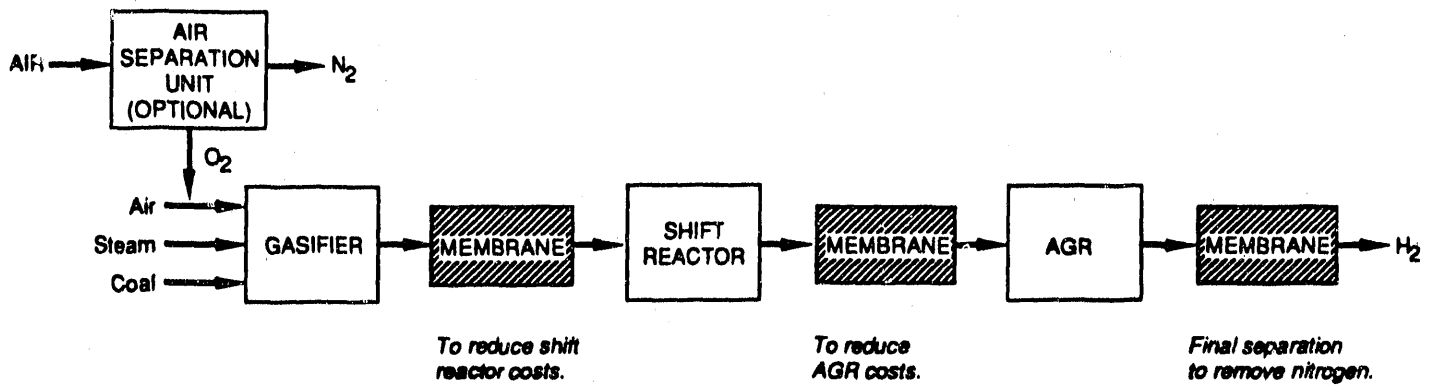 AIR
SEPARATION
UNIT
(OPTIONAL)
AIR
N2
O2
Air
Steam
Coal
GASIFIER
MEMBRANE
SHIFT
REACTOR
MEMBRANE
AGR
MEMBRANE
H2
To reduce shift
reactor costs.
To reduce
AGR costs.
Final separation
to remove nitrogen.